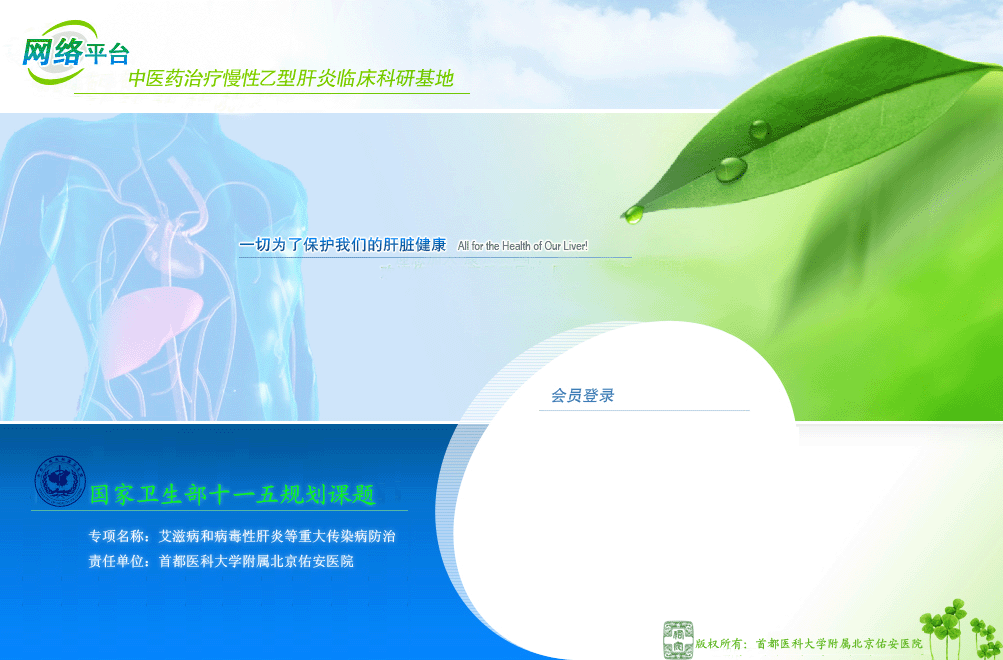 网络平台
中医药治疗慢性乙型肝炎临床科研基地
一切为了保护我们的肝脏健康 All for the Health of Our Liver!
会员登录
国家卫生部十一五规划课题
专项名称：艾滋病和病毒性肝炎等重大传染病防治
责任单位：首都医科大学附属北京佑安医院
版权所有：首都医科大学附属北京佑安医院